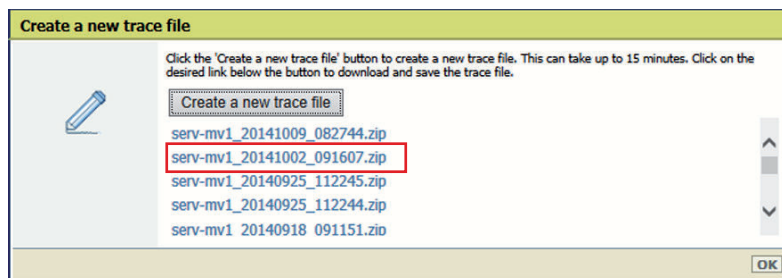 Create a new trace file
Click the 'Create a new trace file' button to create a new trace file. This can take up to 15 minutes. Click on the
desired link below the button to download and save the trace file.
Create a new trace file
serv-mv1_20141009_082744.zip
serv-mv1_20141002_091607.zip
serv-mv1_20140925_112245.zip
serv-mv1_20140925_112244.zip
serv-mv1_20140918_091151.zip
OK